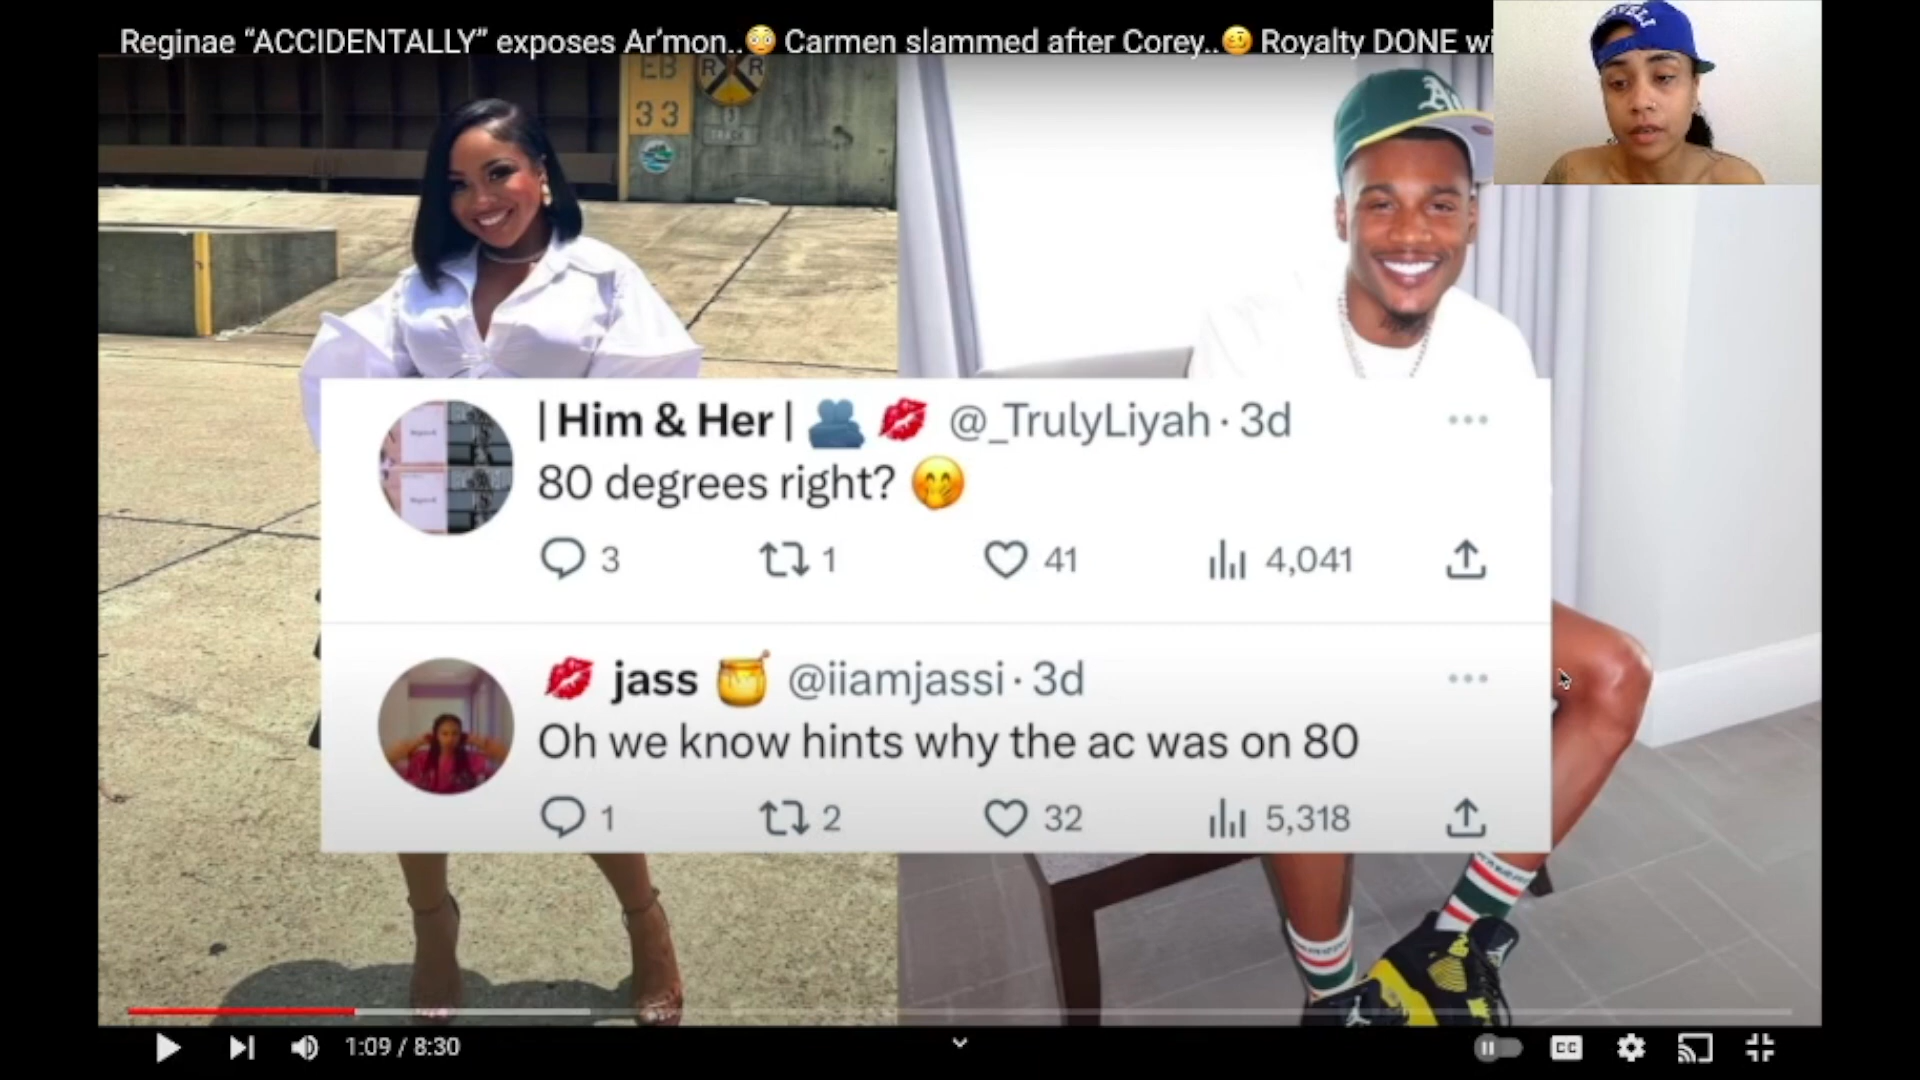 Reginae “ACCIDENTALLY” exposes Ar’mon..😳 Carmen slammed after Corey..🥴 Royalty DONE wi
EB
33
R R
| Him & Her | 🫂 💋 @_TrulyLiyah · 3d
80 degrees right? 🤭
3 1 41 4,041
💋 jass 🍯 @iiamjassi · 3d
Oh we know hints why the ac was on 80
1 2 32 5,318
1:09 / 8:30
CC